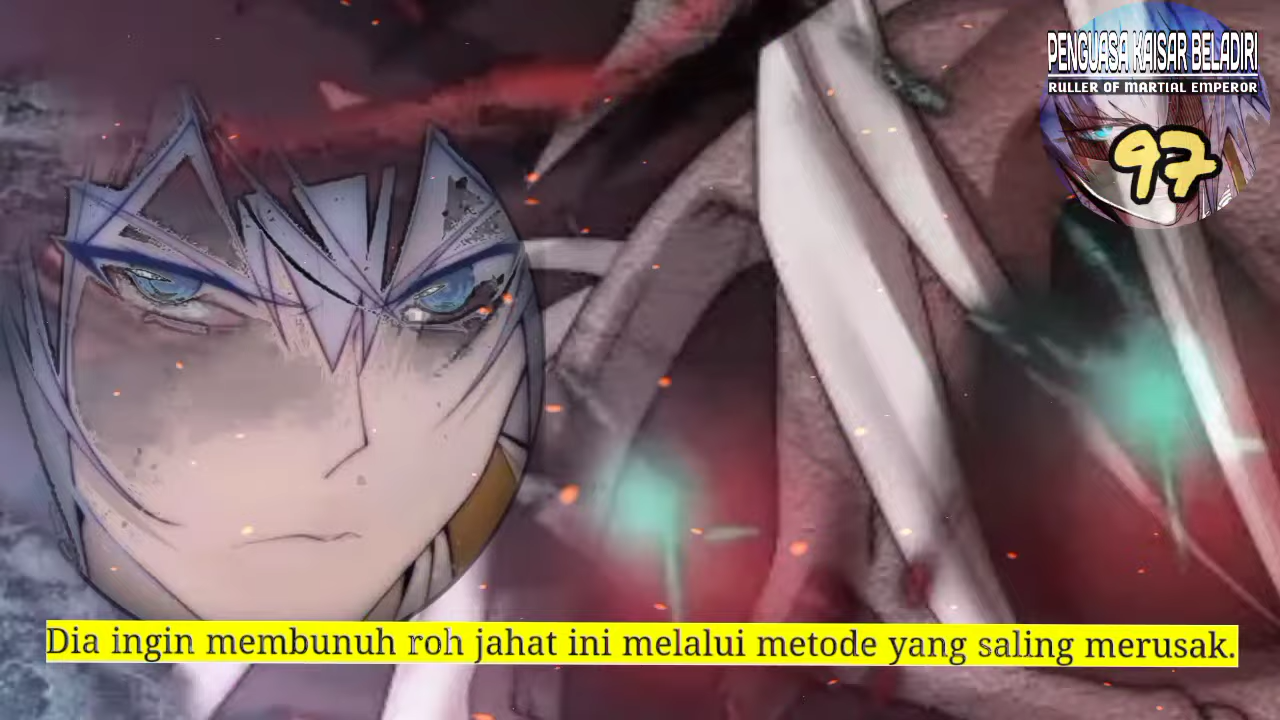 PENGUASA KAISAR BELADIRI
RULLER OF MARTIAL EMPEROR
97
Dia ingin membunuh roh jahat ini melalui metode yang saling merusak.